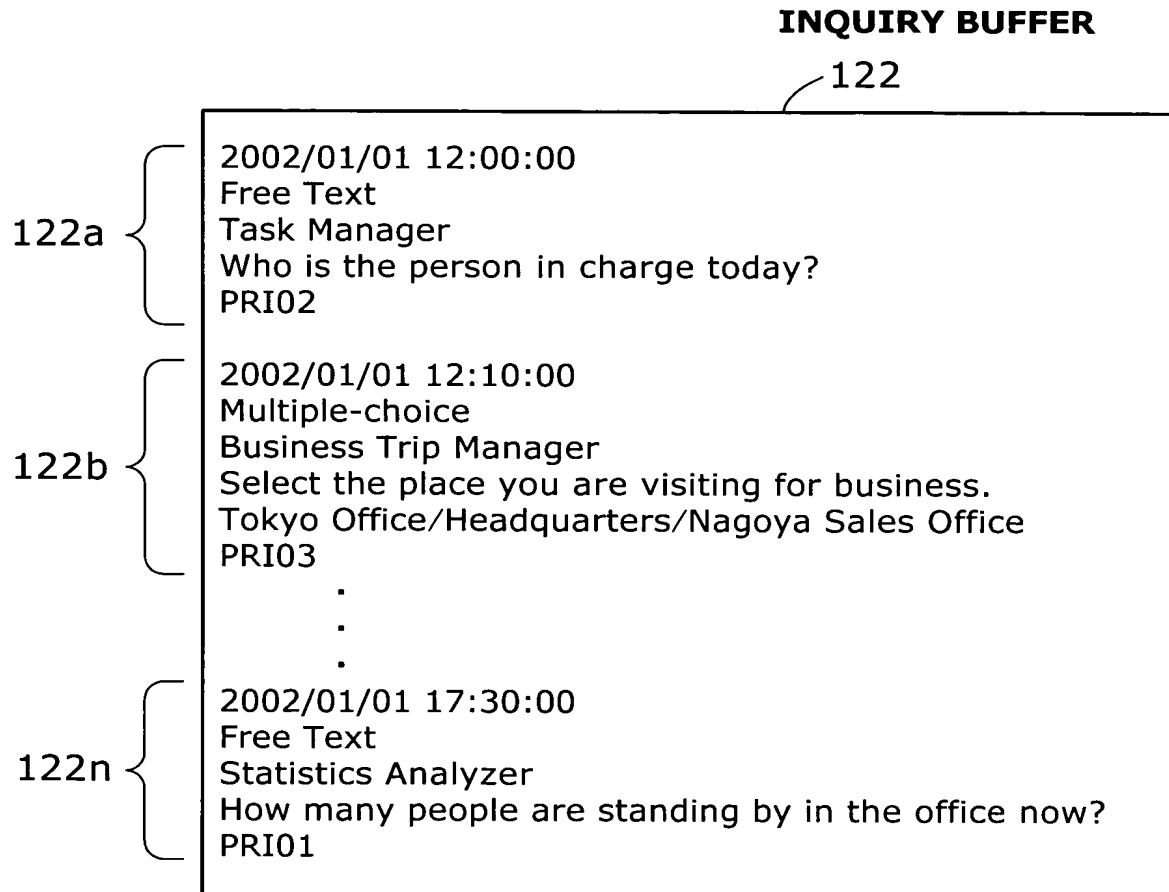 INQUIRY BUFFER
122
122a
2002/01/01 12:00:00
Free Text
Task Manager
Who is the person in charge today?
PRI02
122b
2002/01/01 12:10:00
Multiple-choice
Business Trip Manager
Select the place you are visiting for business.
Tokyo Office/Headquarters/Nagoya Sales Office
PRI03
.
.
.
122n
2002/01/01 17:30:00
Free Text
Statistics Analyzer
How many people are standing by in the office now?
PRI01